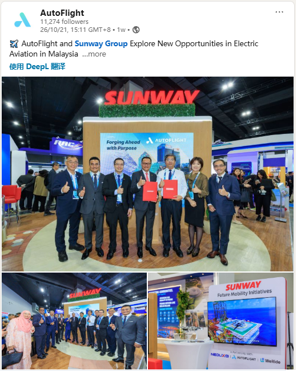 AutoFlight
11,274 followers
26/10/21, 15:11 GMT+8 • 1w •
AutoFlight and Sunway Group Explore New Opportunities in Electric
Aviation in Malaysia ...more
使用 DeepL 翻译
SUNWAY
Forging Ahead
with Purpose
AUTOFLIGHT
SUNWAY
SUNWAY
Future Mobility Initiatives